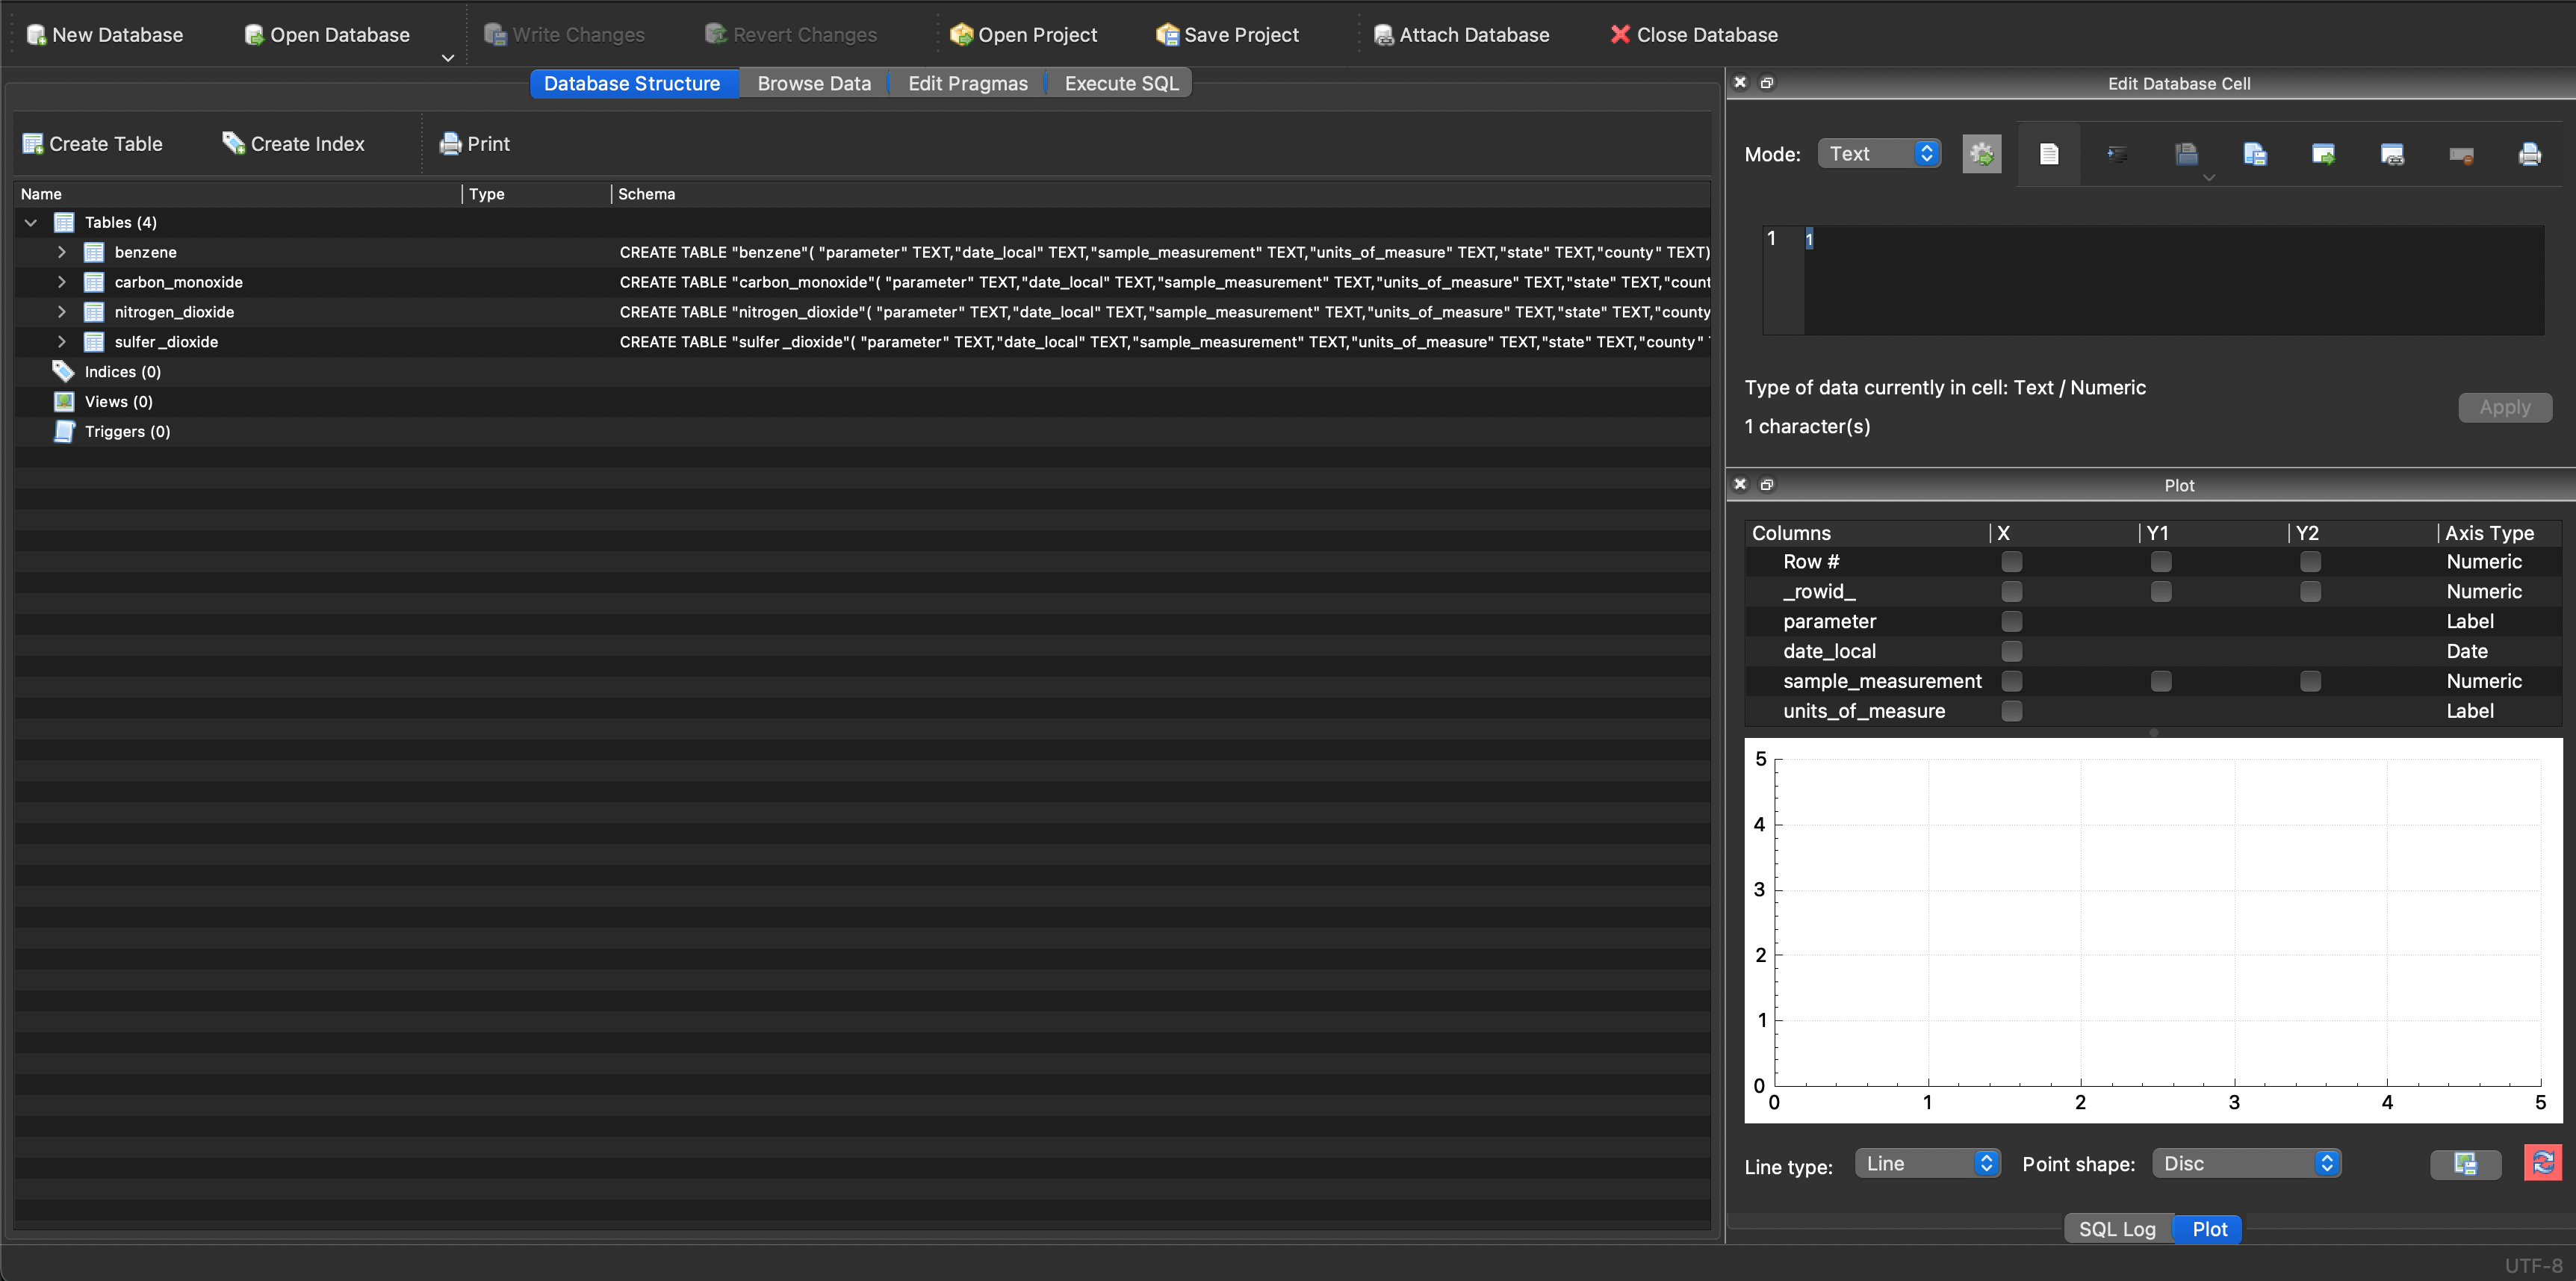 New Database Open Database Write Changes Revert Changes Open Project Save Project Attach Database Close Database
Database Structure Browse Data Edit Pragmas Execute SQL
Create Table Create Index Print
Name Type Schema
Tables (4)
benzene CREATE TABLE "benzene"( "parameter" TEXT,"date_local" TEXT,"sample_measurement" TEXT,"units_of_measure" TEXT,"state" TEXT,"county" TEXT)
carbon_monoxide CREATE TABLE "carbon_monoxide"( "parameter" TEXT,"date_local" TEXT,"sample_measurement" TEXT,"units_of_measure" TEXT,"state" TEXT,"count
nitrogen_dioxide CREATE TABLE "nitrogen_dioxide"( "parameter" TEXT,"date_local" TEXT,"sample_measurement" TEXT,"units_of_measure" TEXT,"state" TEXT,"county
sulfer_dioxide CREATE TABLE "sulfer_dioxide"( "parameter" TEXT,"date_local" TEXT,"sample_measurement" TEXT,"units_of_measure" TEXT,"state" TEXT,"county"
Indices (0)
Views (0)
Triggers (0)
Edit Database Cell
Mode: Text
1 1
Type of data currently in cell: Text / Numeric
Apply
1 character(s)
Plot
Columns X Y1 Y2 Axis Type
Row # Numeric
_rowid_ Numeric
parameter Label
date_local Date
sample_measurement Numeric
units_of_measure Label
5
4
3
2
1
0
0 1 2 3 4 5
Line type: Line Point shape: Disc
SQL Log Plot
UTF-8